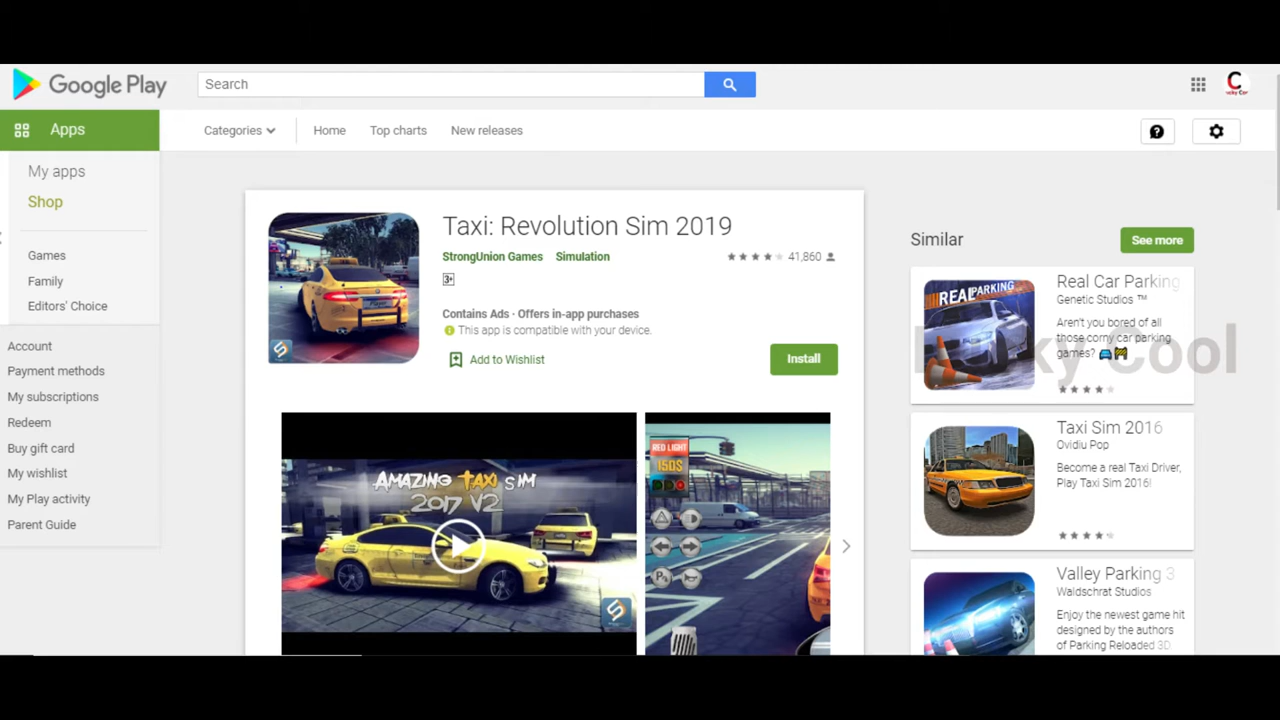 Google Play
Search
C
Apps
Categories
Home
Top charts
New releases
My apps
Shop
Games
Family
Editors' Choice
Account
Payment methods
My subscriptions
Redeem
Buy gift card
My wishlist
My Play activity
Parent Guide
Taxi: Revolution Sim 2019
StrongUnion Games Simulation
41,860
3+
Contains Ads · Offers in-app purchases
This app is compatible with your device.
Add to Wishlist
Install
AMAZING TAXI SIM
2017 V2
RED LIGHT
150$
Similar
See more
REAL PARKING
Real Car Parking
Genetic Studios ™
Aren't you bored of all
those corny car parking
games?
Cool
Taxi Sim 2016
Ovidiu Pop
Become a real Taxi Driver,
Play Taxi Sim 2016!
Valley Parking 3
Waldschrat Studios
Enjoy the newest game hit
designed by the authors
of Parking Reloaded 3D.